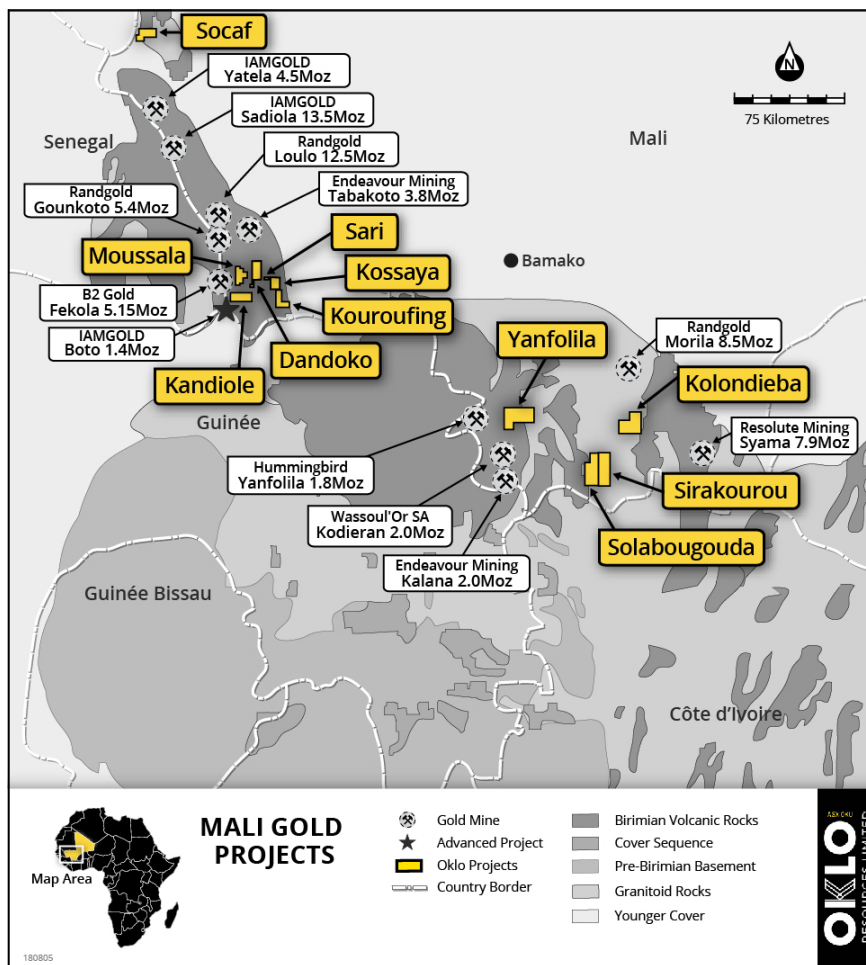 Socaf
IAMGOLD
Yatela 4.5Moz
IAMGOLD
Sadiola 13.5Moz
N
75 Kilometres
Senegal
Mali
Randgold
Loulo 12.5Moz
Endeavour Mining
Tabakoto 3.8Moz
Randgold
Gounkoto 5.4Moz
Sari
Moussala
Kossaya
Bamako
B2 Gold
Fekola 5.15Moz
Kouroufing
IAMGOLD
Boto 1.4Moz
Dandoko
Yanfolila
Randgold
Morila 8.5Moz
Kandiole
Kolondieba
Guinée
Resolute Mining
Syama 7.9Moz
Hummingbird
Yanfolila 1.8Moz
Sirakourou
Wassoul'Or SA
Kodieran 2.0Moz
Solabougouda
Endeavour Mining
Kalana 2.0Moz
Guinée Bissau
Côte d'Ivoire
Map Area
MALI GOLD
PROJECTS
Gold Mine
Advanced Project
Oklo Projects
Country Border
Birimian Volcanic Rocks
Cover Sequence
Pre-Birimian Basement
Granitoid Rocks
Younger Cover
ASX:OKU
OKLO
RESOURCES LIMITED
180805